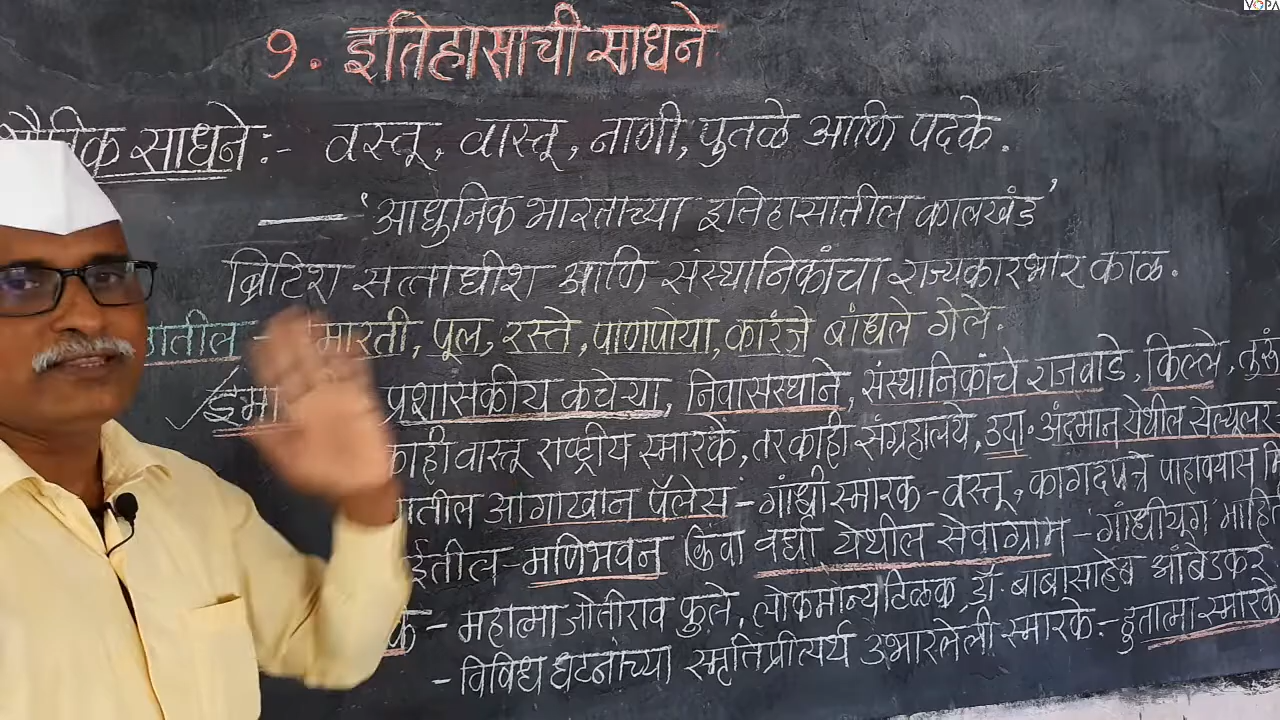 VOPA
१. इतिहासाची साधने
साधने:- वस्तू, वास्तू, नाणी, पुतळे आणि पदके.
— 'आधुनिक भारताच्या इतिहासातील कालखंड'
ब्रिटिश सत्ताधीश आणि संस्थानिकांचा राज्यकारभार काळ.
पूल, रस्ते, पाणपोया, कारंजे बांधले गेले.
प्रशासकीय कचेऱ्या, निवासस्थाने, संस्थानिकांचे राजवाडे, किल्ले,
काही वास्तू राष्ट्रीय स्मारके, तर काही संग्रहालये, उदा. अंदमान येथील सेल्यूलर
आगाखान पॅलेस - गांधी स्मारक - वस्तू, कागदपत्रे पाहावयास
मणिभवन किंवा वर्धा येथील सेवाग्राम - गांधीयूग
- महात्मा जोतीराव फुले, लोकमान्य टिळक, डॉ. बाबासाहेब आंबेडकर
- विविध घटनांच्या स्मृतिप्रीत्यर्थ उभारलेली स्मारके:- हुतात्मा स्मारके